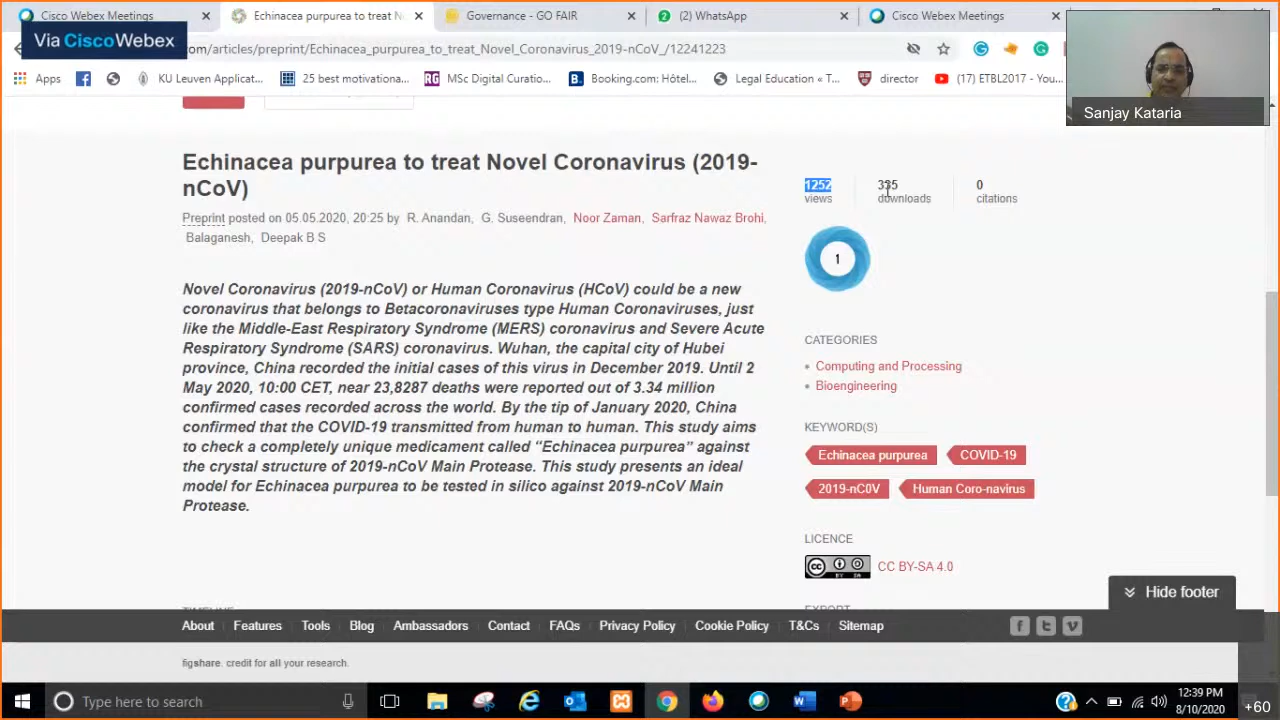 Cisco Webex Meetings
Echinacea purpurea to treat N
Governance - GO FAIR
(2) WhatsApp
Cisco Webex Meetings
Via Cisco Webex
.com/articles/preprint/Echinacea_purpurea_to_treat_Novel_Coronavirus_2019-nCoV_/12241223
Apps
KU Leuven Applicat...
25 best motivationa...
RG MSc Digital Curatio...
B. Booking.com: Hôtel...
Legal Education « T...
director
(17) ETBL2017 - You...
Sanjay Kataria
Echinacea purpurea to treat Novel Coronavirus (2019-
nCoV)
Preprint posted on 05.05.2020, 20:25 by R. Anandan, G. Suseendran, Noor Zaman, Sarfraz Nawaz Brohi,
Balaganesh, Deepak B S
Novel Coronavirus (2019-nCoV) or Human Coronavirus (HCoV) could be a new
coronavirus that belongs to Betacoronaviruses type Human Coronaviruses, just
like the Middle-East Respiratory Syndrome (MERS) coronavirus and Severe Acute
Respiratory Syndrome (SARS) coronavirus. Wuhan, the capital city of Hubei
province, China recorded the initial cases of this virus in December 2019. Until 2
May 2020, 10:00 CET, near 23,8287 deaths were reported out of 3.34 million
confirmed cases recorded across the world. By the tip of January 2020, China
confirmed that the COVID-19 transmitted from human to human. This study aims
to check a completely unique medicament called “Echinacea purpurea” against
the crystal structure of 2019-nCoV Main Protease. This study presents an ideal
model for Echinacea purpurea to be tested in silico against 2019-nCoV Main
Protease.
1252
views
335
downloads
0
citations
1
CATEGORIES
Computing and Processing
Bioengineering
KEYWORD(S)
Echinacea purpurea
COVID-19
2019-nC0V
Human Coro-navirus
LICENCE
cc BY SA
CC BY-SA 4.0
EXPORT
TIMELINE
Hide footer
About Features Tools Blog Ambassadors Contact FAQs Privacy Policy Cookie Policy T&Cs Sitemap
figshare. credit for all your research.
Type here to search
12:39 PM
8/10/2020
+60